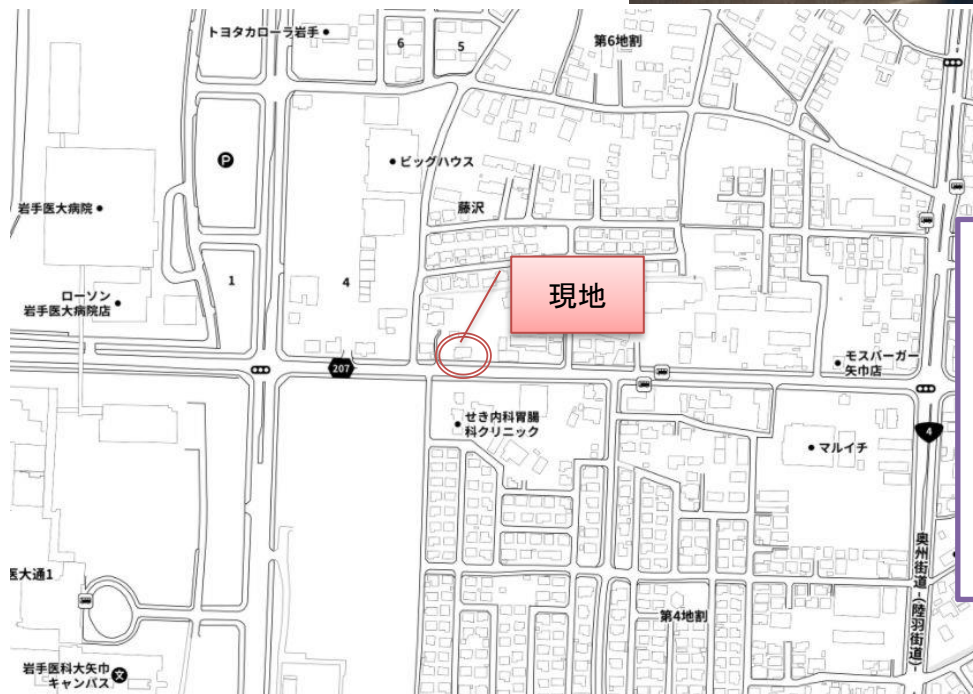 トヨタカローラ岩手
6
5
第6地割
P
ビッグハウス
岩手医大病院
藤沢
1
4
現地
ローソン
岩手医大病院店
207
モスバーガー
矢巾店
せき内科胃腸
科クリニック
マルイチ
4
奥州街道-(陸羽街道)-
医大通1
第4地割
岩手医科大矢巾
キャンパス
文